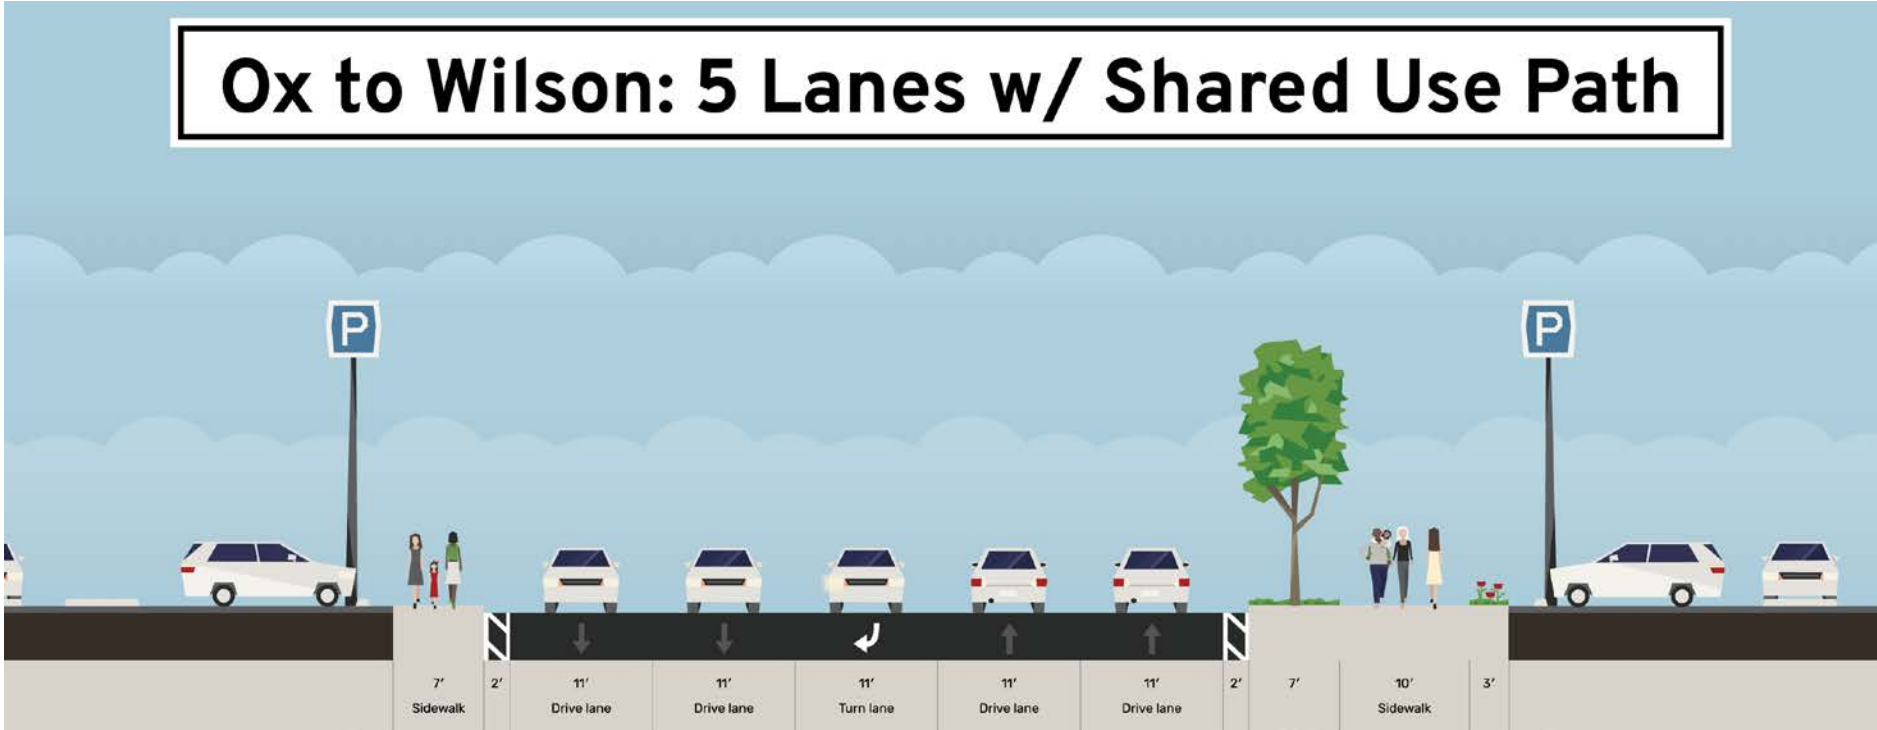 Ox to Wilson: 5 Lanes w/ Shared Use Path
P
P
7' 2' 11' 11' 11' 11' 11' 2' 7' 10' 3'
Sidewalk Drive lane Drive lane Turn lane Drive lane Drive lane Sidewalk